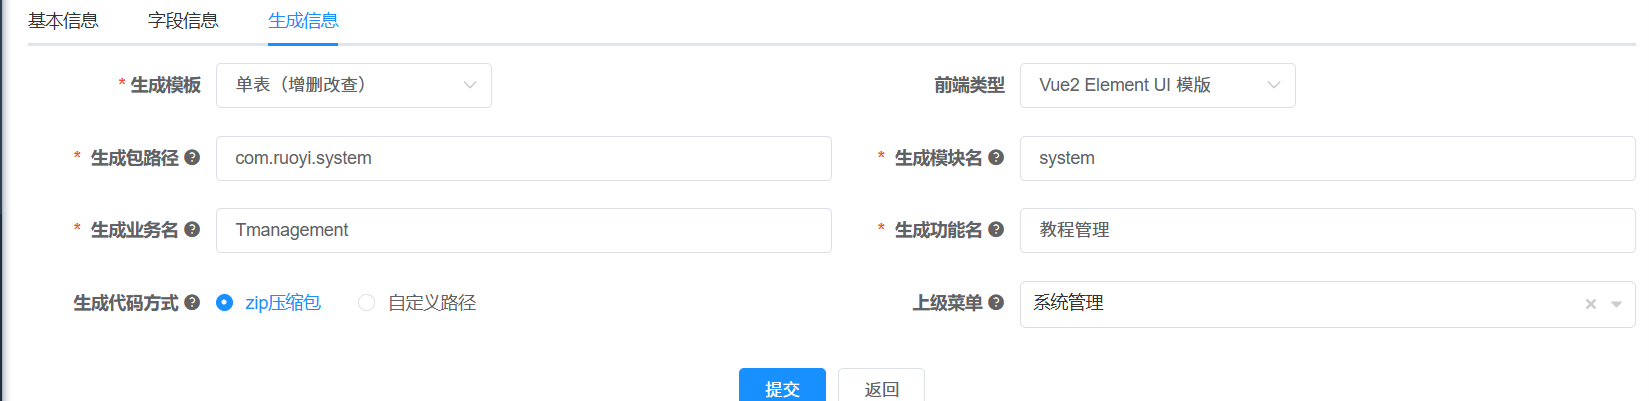 基本信息 字段信息 生成信息
* 生成模板 单表（增删改查） 前端类型 Vue2 Element UI 模版
* 生成包路径 com.ruoyi.system * 生成模块名 system
* 生成业务名 Tmanagement * 生成功能名 教程管理
生成代码方式 zip压缩包 自定义路径 上级菜单 系统管理
提交 返回